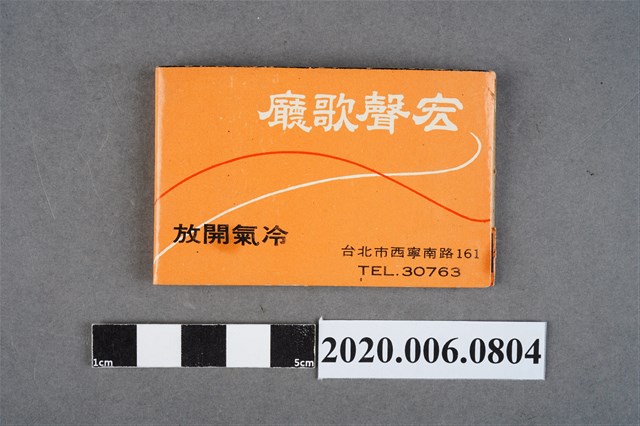 宏聲歌廳
冷氣開放
台北市西寧南路161
TEL.30763
1cm 5cm
2020.006.0804